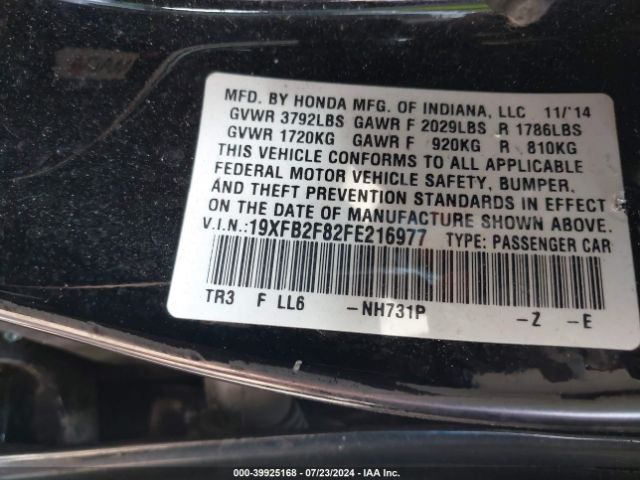 MFD. BY HONDA MFG. OF INDIANA, LLC 11/'14
GVWR 3792LBS GAWR F 2029LBS R 1786LBS
GVWR 1720KG GAWR F 920KG R 810KG
THIS VEHICLE CONFORMS TO ALL APPLICABLE
FEDERAL MOTOR VEHICLE SAFETY, BUMPER,
AND THEFT PREVENTION STANDARDS IN EFFECT
ON THE DATE OF MANUFACTURE SHOWN ABOVE.
V.I.N.:19XFB2F82FE216977 TYPE: PASSENGER CAR
TR3 F LL6 -NH731P -Z -E
000-39925168 - 07/23/2024 - IAA Inc.